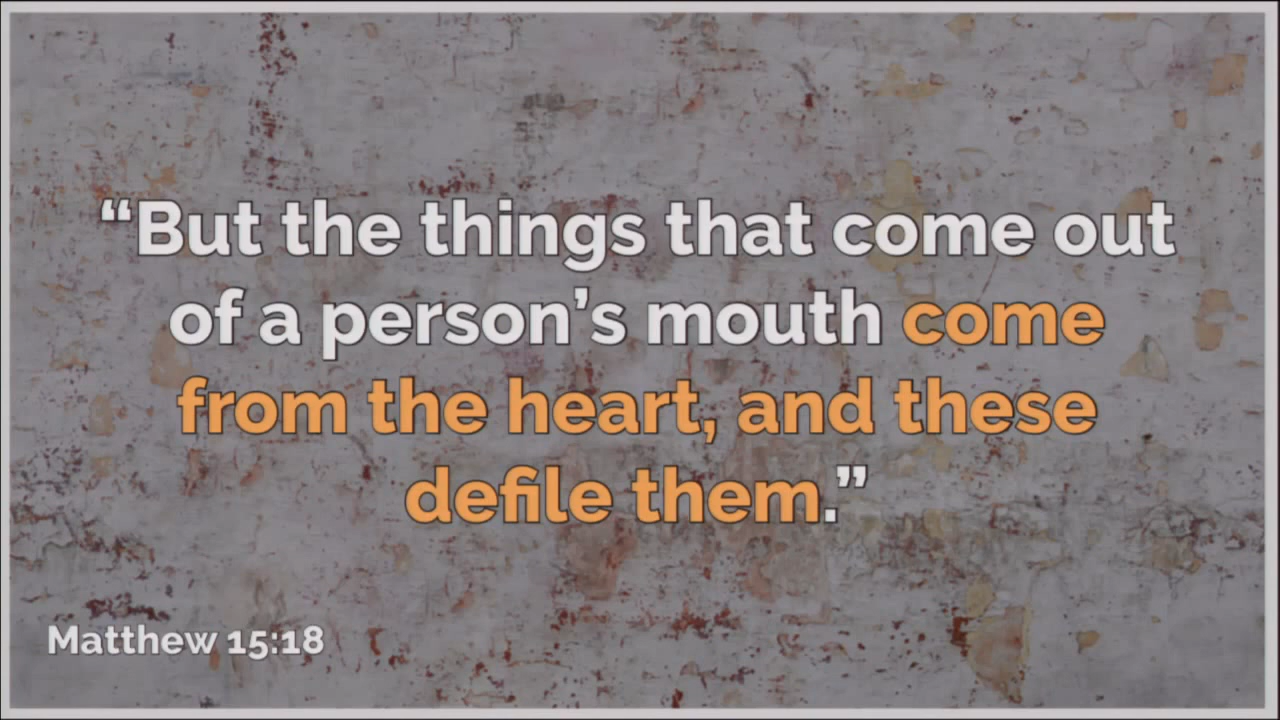 “But the things that come out
of a person’s mouth come
from the heart, and these
defile them.”
Matthew 15:18